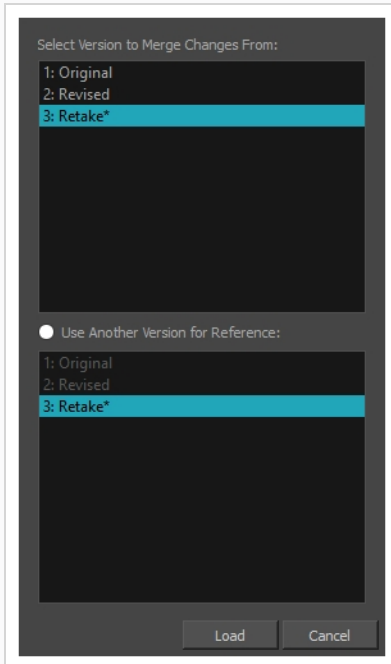 Select Version to Merge Changes From:
1: Original
2: Revised
3: Retake*
Use Another Version for Reference:
1: Original
2: Revised
3: Retake*
Load Cancel